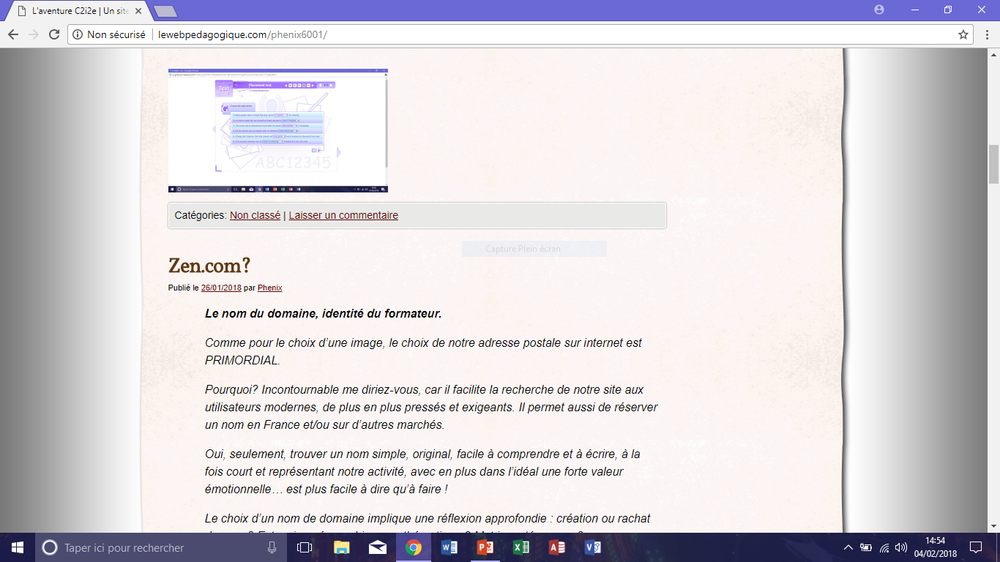 L'aventure C2i2e | Un site
Non sécurisé
lewebpedagogique.com/phenix6001/
Test
Placement test
Choose the right answer.
ABC12345
Catégories: Non classé | Laisser un commentaire
Capture Plein écran
Zen.com?
Publié le 26/01/2018 par Phenix
Le nom du domaine, identité du formateur.
Comme pour le choix d’une image, le choix de notre adresse postale sur internet est
PRIMORDIAL.
Pourquoi? Incontournable me diriez-vous, car il facilite la recherche de notre site aux
utilisateurs modernes, de plus en plus pressés et exigeants. Il permet aussi de réserver
un nom en France et/ou sur d’autres marchés.
Oui, seulement, trouver un nom simple, original, facile à comprendre et à écrire, à la
fois court et représentant notre activité, avec en plus dans l’idéal une forte valeur
émotionnelle… est plus facile à dire qu’à faire !
Le choix d’un nom de domaine implique une réflexion approfondie : création ou rachat
Taper ici pour rechercher
14:54
04/02/2018